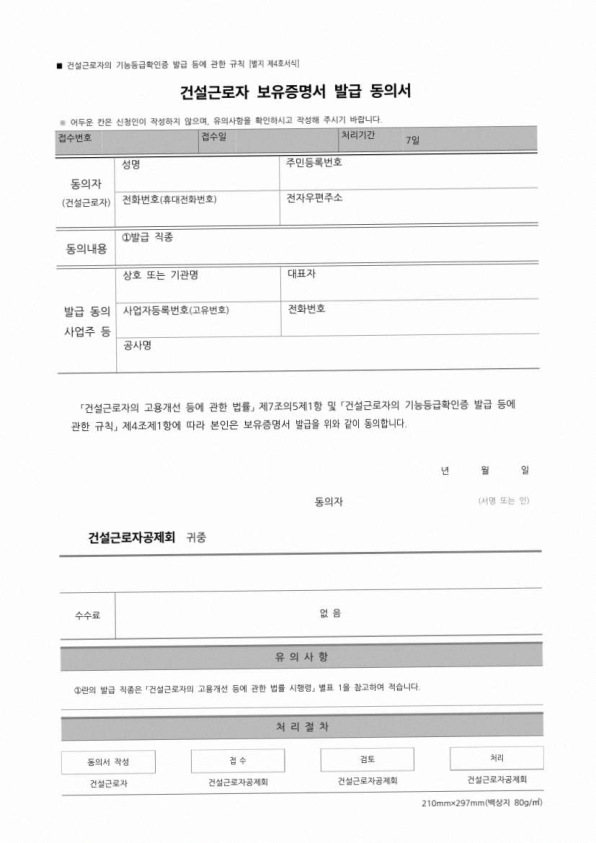 ■ 건설근로자의 기능등급확인증 발급 등에 관한 규칙 [별지 제4호서식]
건설근로자 보유증명서 발급 동의서
※ 어두운 칸은 신청인이 작성하지 않으며, 유의사항을 확인하시고 작성해 주시기 바랍니다.
접수번호 접수일 처리기간 7일
동의자
(건설근로자)
성명 주민등록번호
전화번호(휴대전화번호) 전자우편주소
동의내용 ①발급 직종
발급 동의
사업주 등
상호 또는 기관명 대표자
사업자등록번호(고유번호) 전화번호
공사명
「건설근로자의 고용개선 등에 관한 법률」 제7조의5제1항 및 「건설근로자의 기능등급확인증 발급 등에
관한 규칙」 제4조제1항에 따라 본인은 보유증명서 발급을 위와 같이 동의합니다.
년 월 일
동의자 (서명 또는 인)
건설근로자공제회 귀중
수수료 없 음
유 의 사 항
①란의 발급 직종은 「건설근로자의 고용개선 등에 관한 법률 시행령」 별표 1을 참고하여 적습니다.
처 리 절 차
동의서 작성 접 수 검토 처리
건설근로자 건설근로자공제회 건설근로자공제회 건설근로자공제회
210mm×297mm(백상지 80g/㎡)